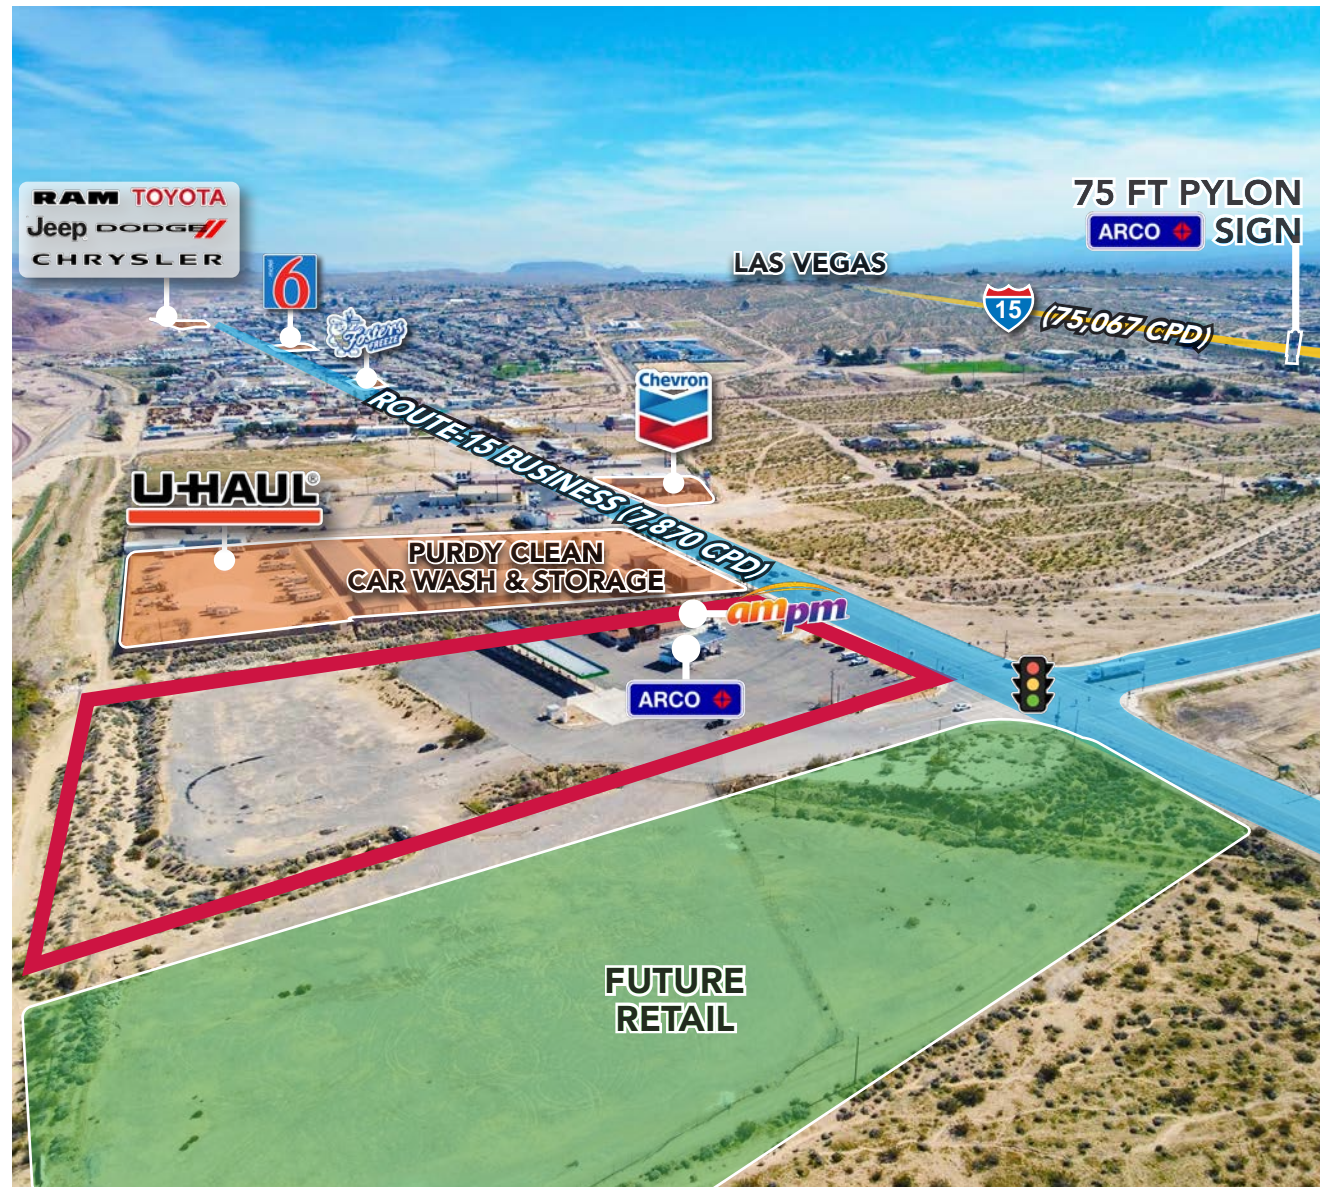 RAM TOYOTA
Jeep DODGE
CHRYSLER
6
Fosters
FREEZE
75 FT PYLON
ARCO SIGN
LAS VEGAS
15 (75,067 CPD)
Chevron
ROUTE-15 BUSINESS (7,870 CPD)
U-HAUL®
PURDY CLEAN
CAR WASH & STORAGE
ampm
ARCO
FUTURE
RETAIL